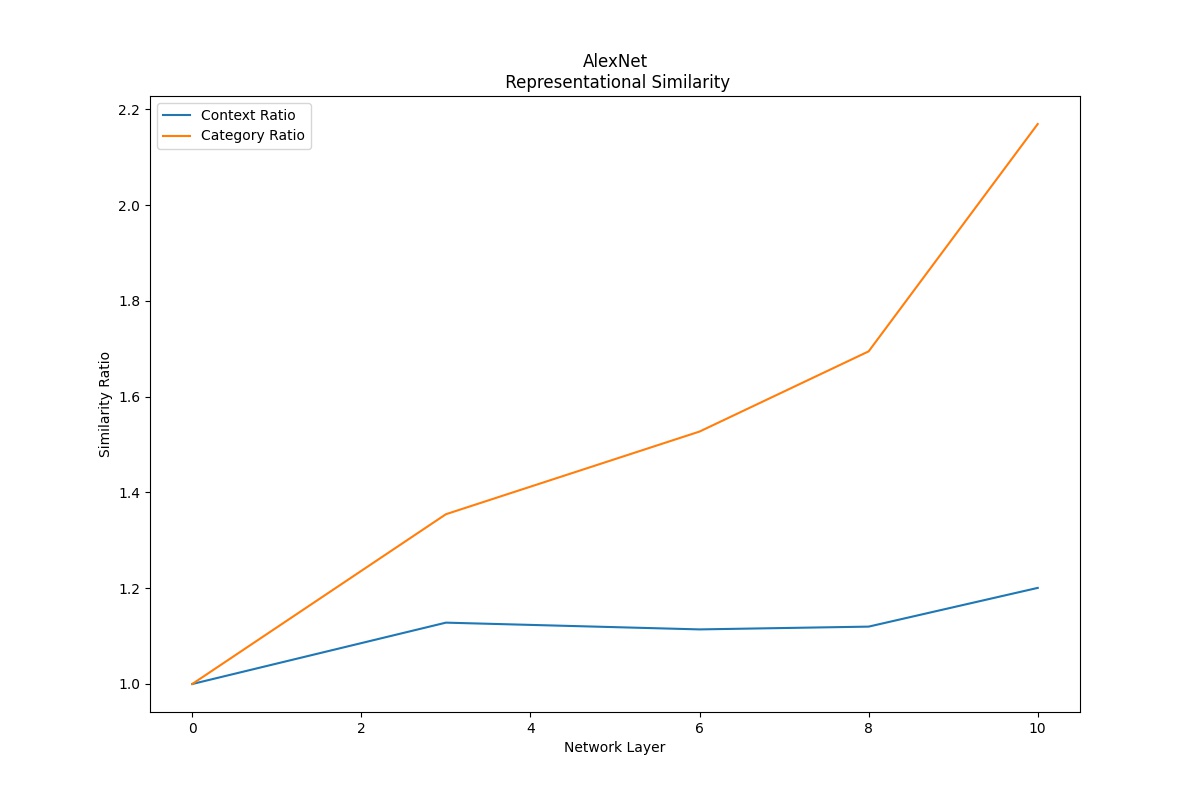 AlexNet
Representational Similarity
Context Ratio
Category Ratio
2.2
2.0
1.8
1.6
1.4
1.2
1.0
Similarity Ratio
0 2 4 6 8 10
Network Layer